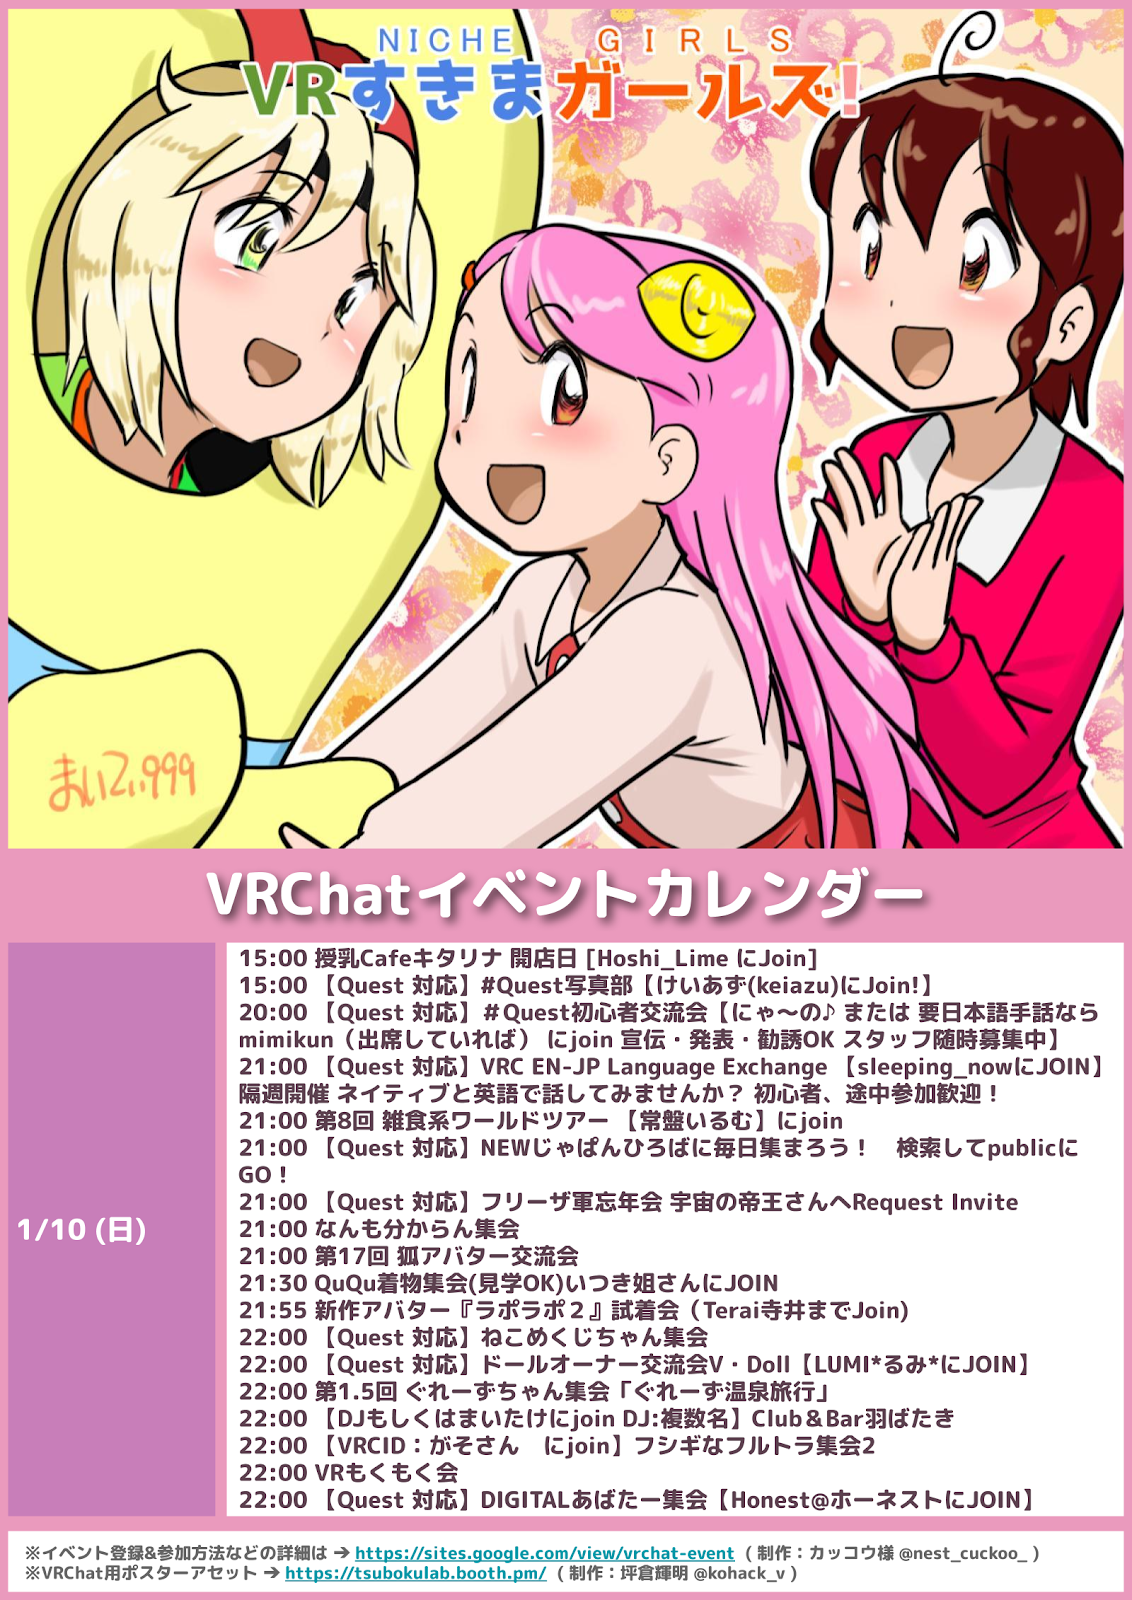 NICHE GIRLS
VRすきまガールズ!
まいてい999
VRChatイベントカレンダー
1/10 (日)
15:00 授乳Cafeキタリナ 開店日 [Hoshi_Lime にJoin]
15:00 【Quest 対応】#Quest写真部【けいあず(keiazu)にJoin!】
20:00 【Quest 対応】＃Quest初心者交流会【にゃ～の♪ または 要日本語手話なら
mimikun（出席していれば） にjoin 宣伝・発表・勧誘OK スタッフ随時募集中】
21:00 【Quest 対応】VRC EN-JP Language Exchange 【sleeping_nowにJOIN】
隔週開催 ネイティブと英語で話してみませんか？ 初心者、途中参加歓迎！
21:00 第8回 雑食系ワールドツアー 【常盤いるむ】にjoin
21:00 【Quest 対応】NEWじゃぱんひろばに毎日集まろう！　検索してpublicに
GO！
21:00 【Quest 対応】フリーザ軍忘年会 宇宙の帝王さんへRequest Invite
21:00 なんも分からん集会
21:00 第17回 狐アバター交流会
21:30 QuQu着物集会(見学OK)いつき姐さんにJOIN
21:55 新作アバター『ラポラポ２』試着会（Terai寺井までJoin)
22:00 【Quest 対応】ねこめくじちゃん集会
22:00 【Quest 対応】ドールオーナー交流会V・Doll【LUMI*るみ*にJOIN】
22:00 第1.5回 ぐれーずちゃん集会「ぐれーず温泉旅行」
22:00 【DJもしくはまいたけにjoin DJ:複数名】Club＆Bar羽ばたき
22:00 【VRCID：がそさん　にjoin】フシギなフルトラ集会2
22:00 VRもくもく会
22:00 【Quest 対応】DIGITALあばたー集会【Honest@ホーネストにJOIN】
※イベント登録&参加方法などの詳細は ➔ https://sites.google.com/view/vrchat-event （ 制作：カッコウ様 @nest_cuckoo_ ）
※VRChat用ポスターアセット ➔ https://tsubokulab.booth.pm/ （ 制作：坪倉輝明 @kohack_v ）